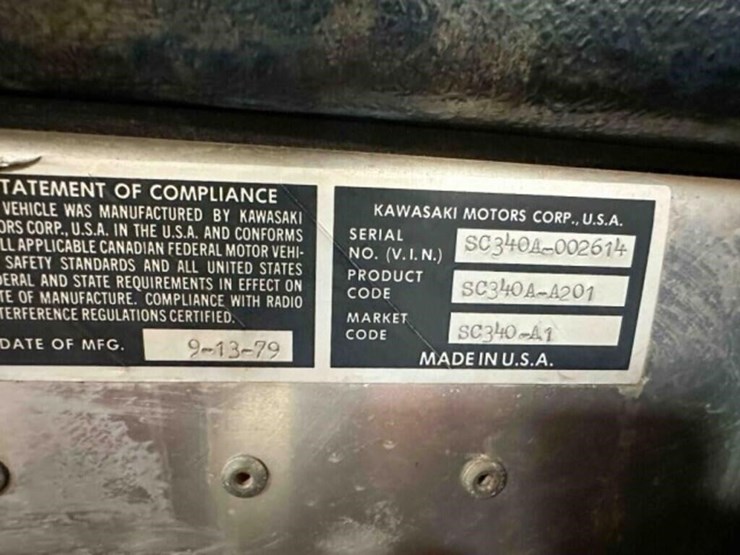 TATEMENT OF COMPLIANCE
VEHICLE WAS MANUFACTURED BY KAWASAKI
ORS CORP., U.S.A. IN THE U.S.A. AND CONFORMS
LL APPLICABLE CANADIAN FEDERAL MOTOR VEHI-
SAFETY STANDARDS AND ALL UNITED STATES
DERAL AND STATE REQUIREMENTS IN EFFECT ON
TE OF MANUFACTURE. COMPLIANCE WITH RADIO
TERFERENCE REGULATIONS CERTIFIED.
DATE OF MFG. 9-13-79
KAWASAKI MOTORS CORP., U.S.A.
SERIAL
NO. (V.I.N.) SC340A-002614
PRODUCT
CODE SC340A-A201
MARKET
CODE SC340-A1
MADE IN U.S.A.